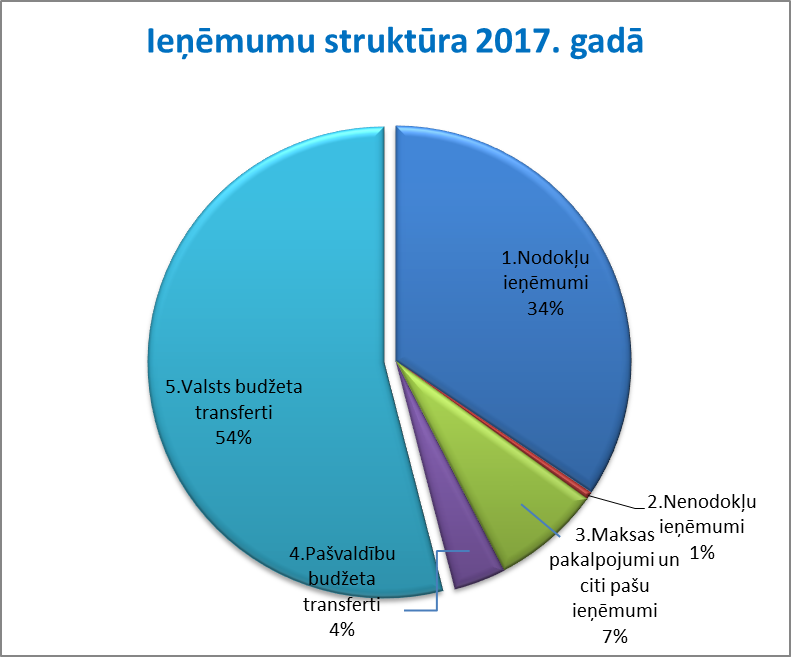 Ieņēmumu struktūra 2017. gadā
1.Nodokļu
ieņēmumi
34%
2.Nenodokļu
ieņēmumi
1%
3.Maksas
pakalpojumi un
citi pašu
ieņēmumi
7%
4.Pašvaldību
budžeta
transferti
4%
5.Valsts budžeta
transferti
54%